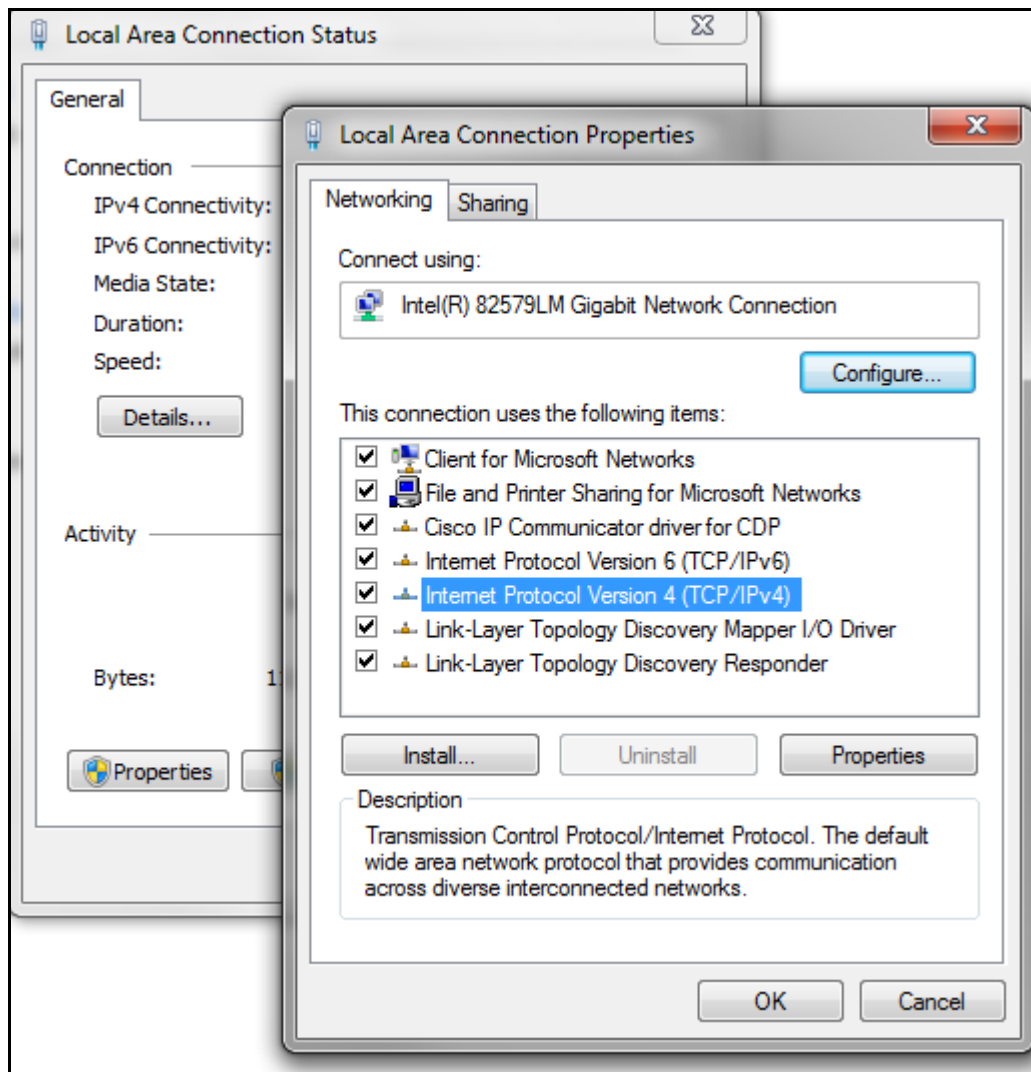 Local Area Connection Status
General
Connection
IPv4 Connectivity:
IPv6 Connectivity:
Media State:
Duration:
Speed:
Details...
Activity
Bytes:
Properties
Local Area Connection Properties
Networking
Sharing
Connect using:
Intel(R) 82579LM Gigabit Network Connection
Configure...
This connection uses the following items:
Client for Microsoft Networks
File and Printer Sharing for Microsoft Networks
Cisco IP Communicator driver for CDP
Internet Protocol Version 6 (TCP/IPv6)
Internet Protocol Version 4 (TCP/IPv4)
Link-Layer Topology Discovery Mapper I/O Driver
Link-Layer Topology Discovery Responder
Install...
Uninstall
Properties
Description
Transmission Control Protocol/Internet Protocol. The default
wide area network protocol that provides communication
across diverse interconnected networks.
OK
Cancel